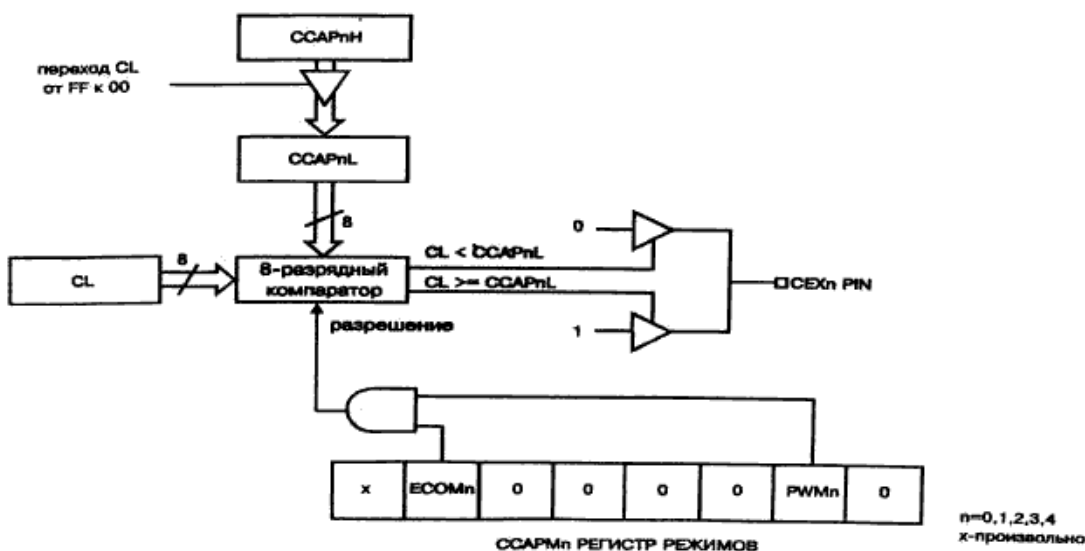 CCAPnH
переход CL
от FF к 00
CCAPnL
8
0
CL < CCAPnL
8
CL
8-разрядный
компаратор
CL >= CCAPnL
CEXn PIN
разрешение
1
x
ECOMn
0
0
0
0
PWMn
0
n=0,1,2,3,4
x-произвольно
CCAPMn РЕГИСТР РЕЖИМОВ